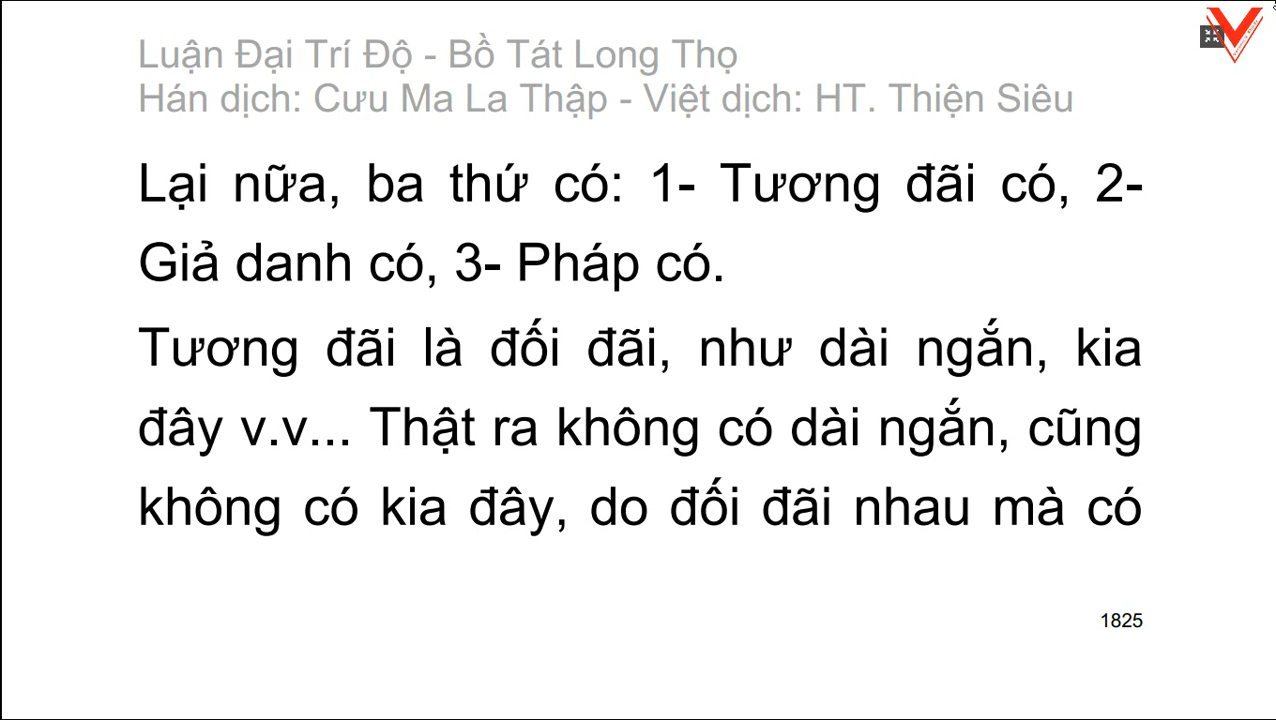 Luận Đại Trí Độ - Bồ Tát Long Thọ
Hán dịch: Cưu Ma La Thập - Việt dịch: HT. Thiện Siêu
Lại nữa, ba thứ có: 1- Tương đãi có, 2-
Giả danh có, 3- Pháp có.
Tương đãi là đối đãi, như dài ngắn, kia
đây v.v... Thật ra không có dài ngắn, cũng
không có kia đây, do đối đãi nhau mà có
1825